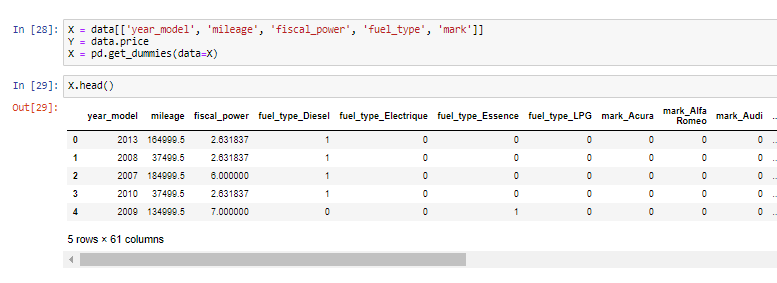 In [28]: X = data[['year_model', 'mileage', 'fiscal_power', 'fuel_type', 'mark']]
Y = data.price
X = pd.get_dummies(data=X)
In [29]: X.head()
Out[29]:
year_model mileage fiscal_power fuel_type_Diesel fuel_type_Electrique fuel_type_Essence fuel_type_LPG mark_Acura mark_Alfa Romeo mark_Audi ..
0 2013 164999.5 2.631837 1 0 0 0 0 0 0 ..
1 2008 37499.5 2.631837 1 0 0 0 0 0 0 ..
2 2007 184999.5 6.000000 1 0 0 0 0 0 0 ..
3 2010 37499.5 2.631837 1 0 0 0 0 0 0 ..
4 2009 134999.5 7.000000 0 0 1 0 0 0 0 ..
5 rows × 61 columns